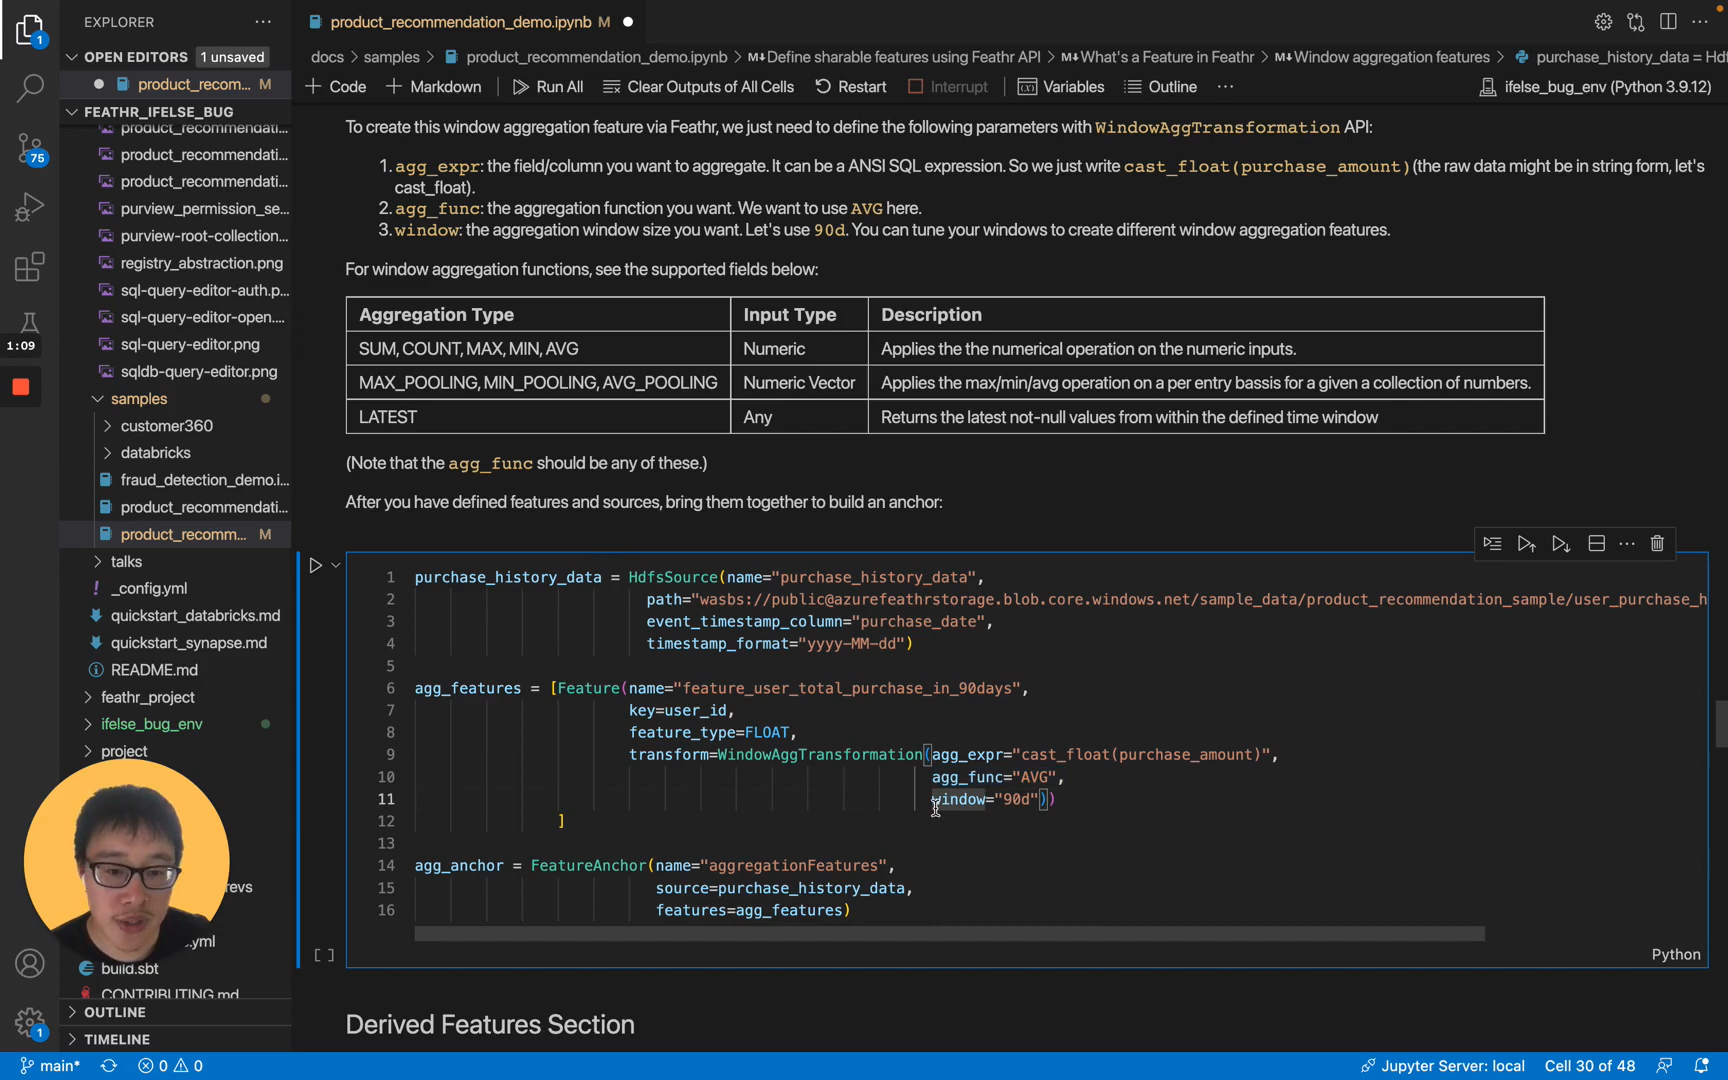 EXPLORER
OPEN EDITORS 1 unsaved
product_recom... M
FEATHR_IFELSE_BUG
product_recommendati...
product_recommendati...
product_recommendati...
purview_permission_se...
purview-root-collection...
registry_abstraction.png
sql-query-editor-auth.p...
sql-query-editor-open....
sql-query-editor.png
sqldb-query-editor.png
samples
customer360
databricks
fraud_detection_demo.i...
product_recommendati...
product_recomm... M
talks
_config.yml
quickstart_databricks.md
quickstart_synapse.md
README.md
feathr_project
ifelse_bug_env
project
evs
.yml
build.sbt
CONTRIBUTING.md
OUTLINE
TIMELINE
1
75
1:09
1
product_recommendation_demo.ipynb M
docs > samples > product_recommendation_demo.ipynb > M↓Define sharable features using Feathr API > M↓What's a Feature in Feathr > M↓Window aggregation features > purchase_history_data = Hd
+ Code + Markdown Run All Clear Outputs of All Cells Restart Interrupt Variables Outline ... ifelse_bug_env (Python 3.9.12)
To create this window aggregation feature via Feathr, we just need to define the following parameters with WindowAggTransformation API:
1. agg_expr: the field/column you want to aggregate. It can be a ANSI SQL expression. So we just write cast_float(purchase_amount)(the raw data might be in string form, let's
cast_float).
2. agg_func: the aggregation function you want. We want to use AVG here.
3. window: the aggregation window size you want. Let's use 90d. You can tune your windows to create different window aggregation features.
For window aggregation functions, see the supported fields below:
Aggregation Type Input Type Description
SUM, COUNT, MAX, MIN, AVG Numeric Applies the the numerical operation on the numeric inputs.
MAX_POOLING, MIN_POOLING, AVG_POOLING Numeric Vector Applies the max/min/avg operation on a per entry bassis for a given a collection of numbers.
LATEST Any Returns the latest not-null values from within the defined time window
(Note that the agg_func should be any of these.)
After you have defined features and sources, bring them together to build an anchor:
1 purchase_history_data = HdfsSource(name="purchase_history_data",
2 path="wasbs://public@azurefeathrstorage.blob.core.windows.net/sample_data/product_recommendation_sample/user_purchase_h
3 event_timestamp_column="purchase_date",
4 timestamp_format="yyyy-MM-dd")
5
6 agg_features = [Feature(name="feature_user_total_purchase_in_90days",
7 key=user_id,
8 feature_type=FLOAT,
9 transform=WindowAggTransformation(agg_expr="cast_float(purchase_amount)",
10 agg_func="AVG",
11 window="90d"))
12 ]
13
14 agg_anchor = FeatureAnchor(name="aggregationFeatures",
15 source=purchase_history_data,
16 features=agg_features)
[ ] Python
Derived Features Section
main* 0 0 Jupyter Server: local Cell 30 of 48